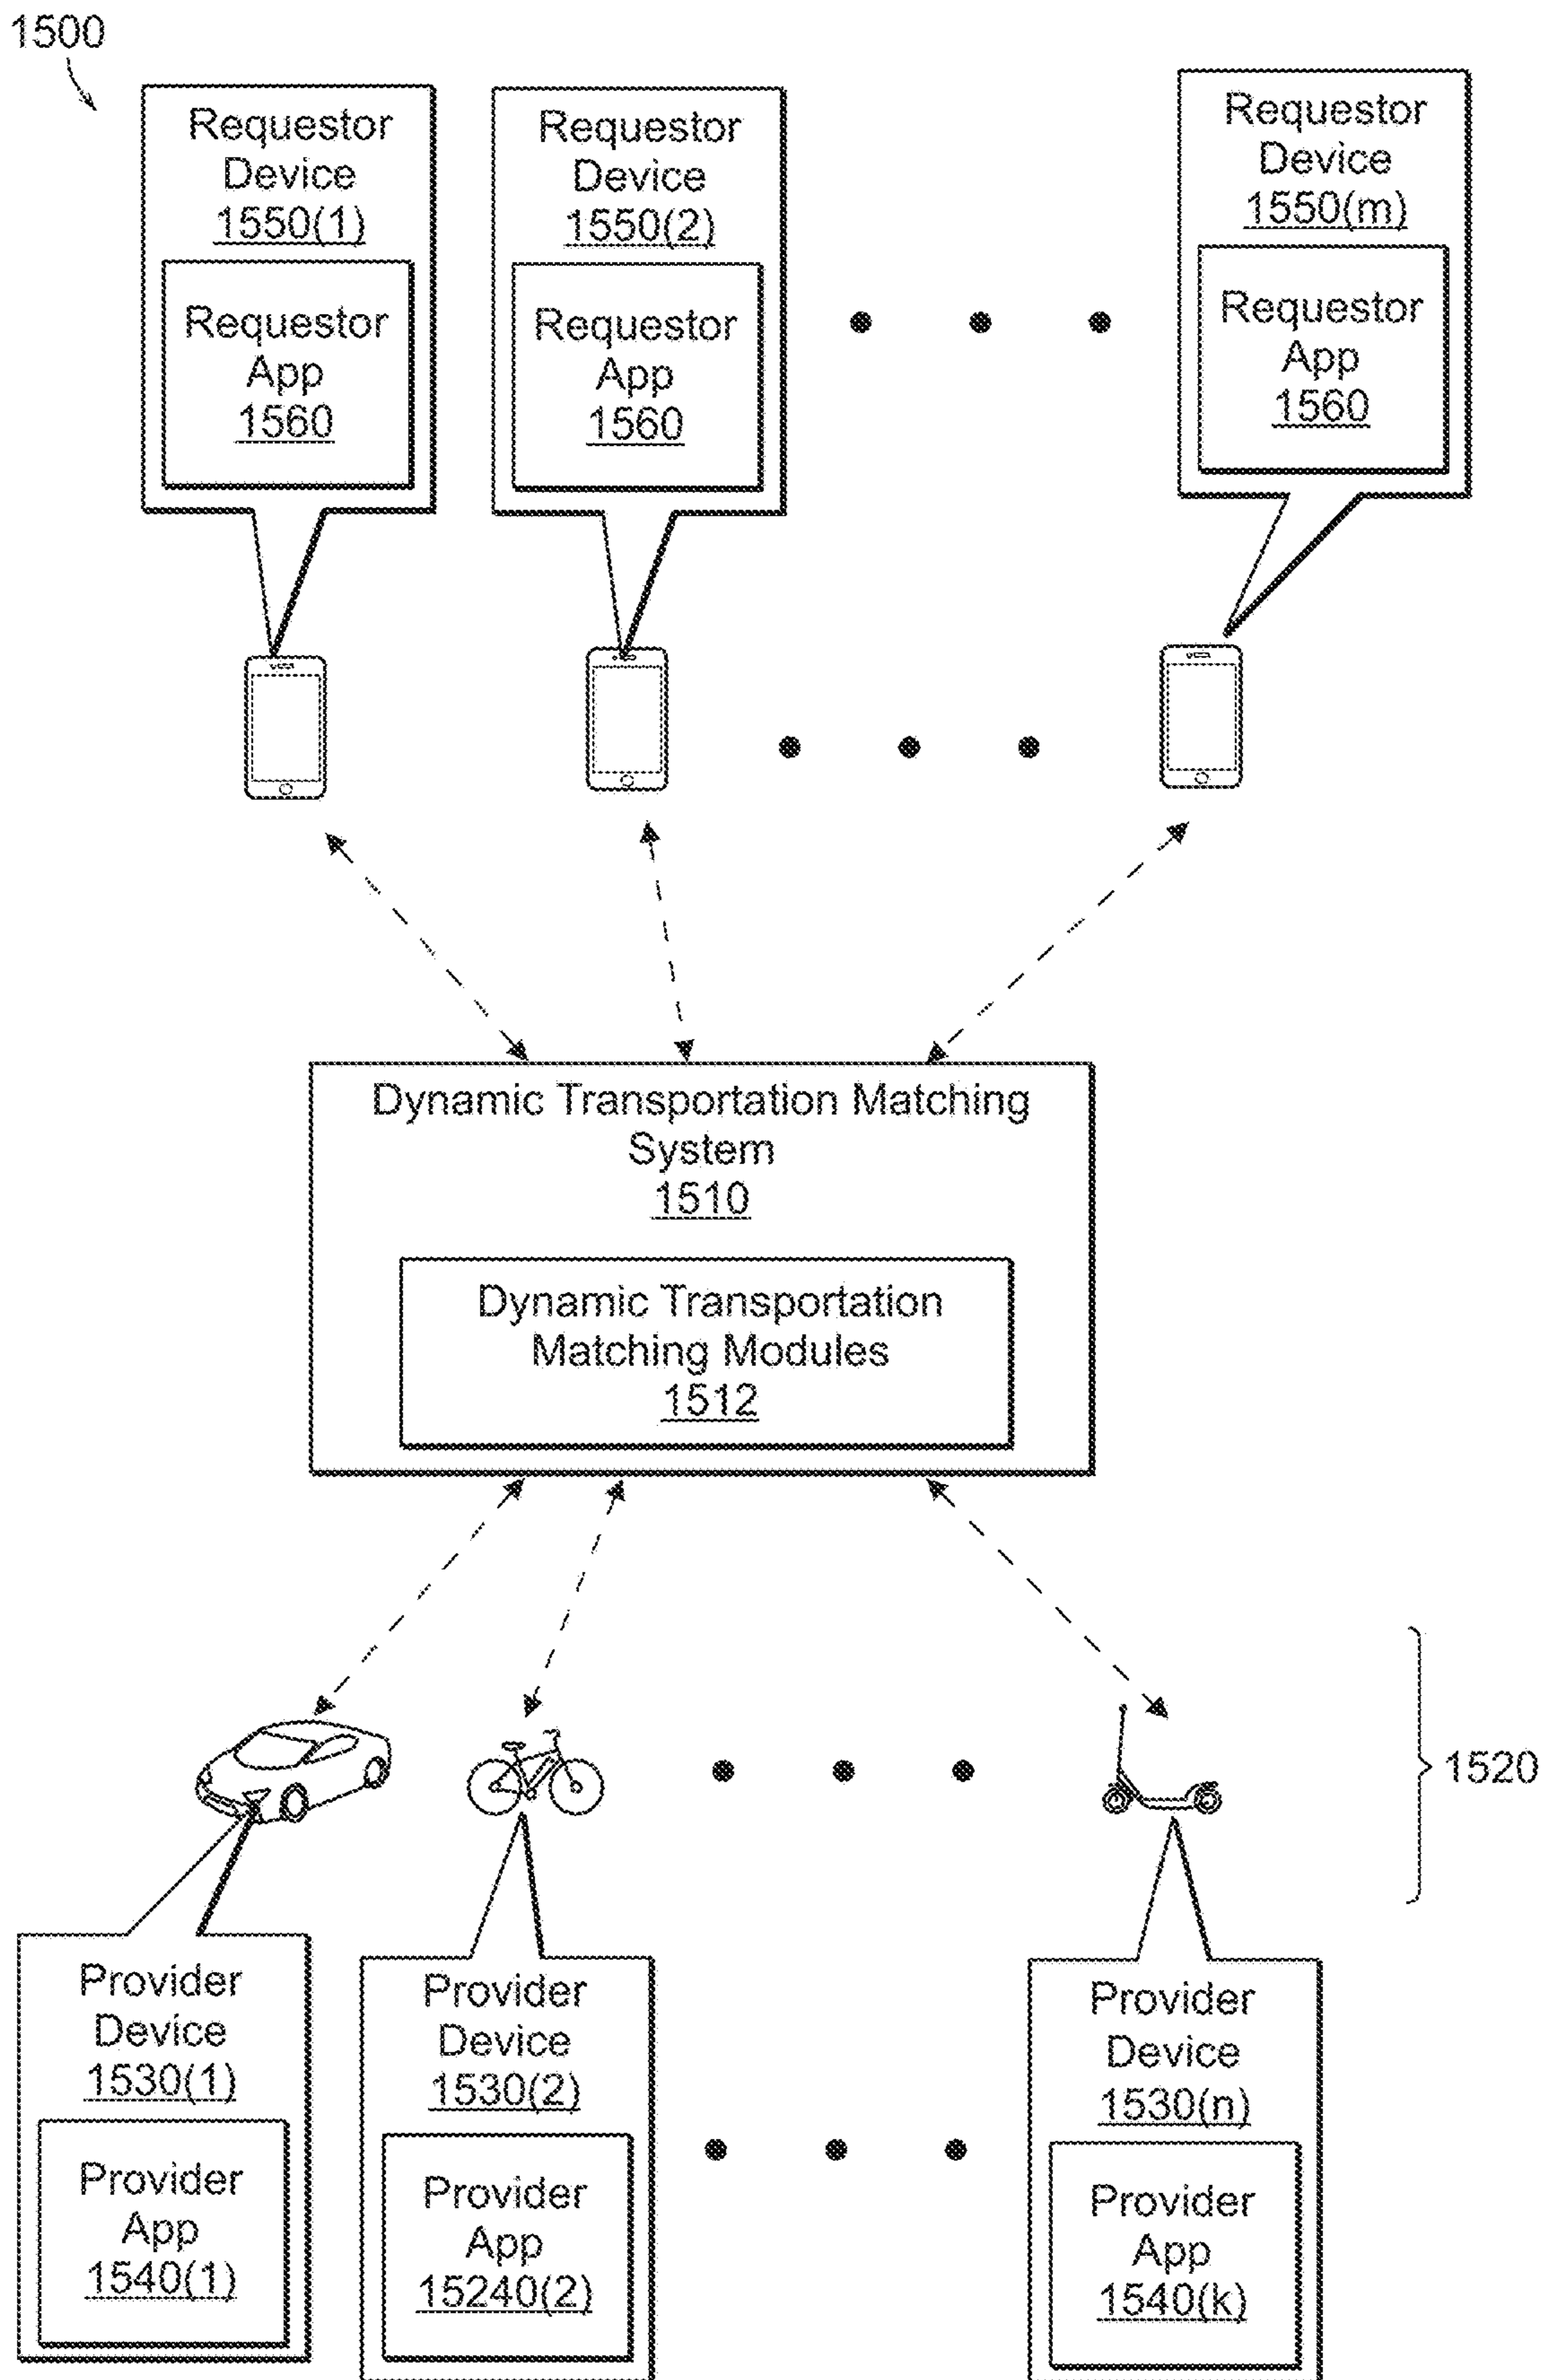 1500
Requestor
Device
1550(1)
Requestor
App
1560
Requestor
Device
1550(2)
Requestor
App
1560
Requestor
Device
1550(m)
Requestor
App
1560
Dynamic Transportation Matching
System
1510
Dynamic Transportation
Matching Modules
1512
1520
Provider
Device
1530(1)
Provider
App
1540(1)
Provider
Device
1530(2)
Provider
App
15240(2)
Provider
Device
1530(n)
Provider
App
1540(k)